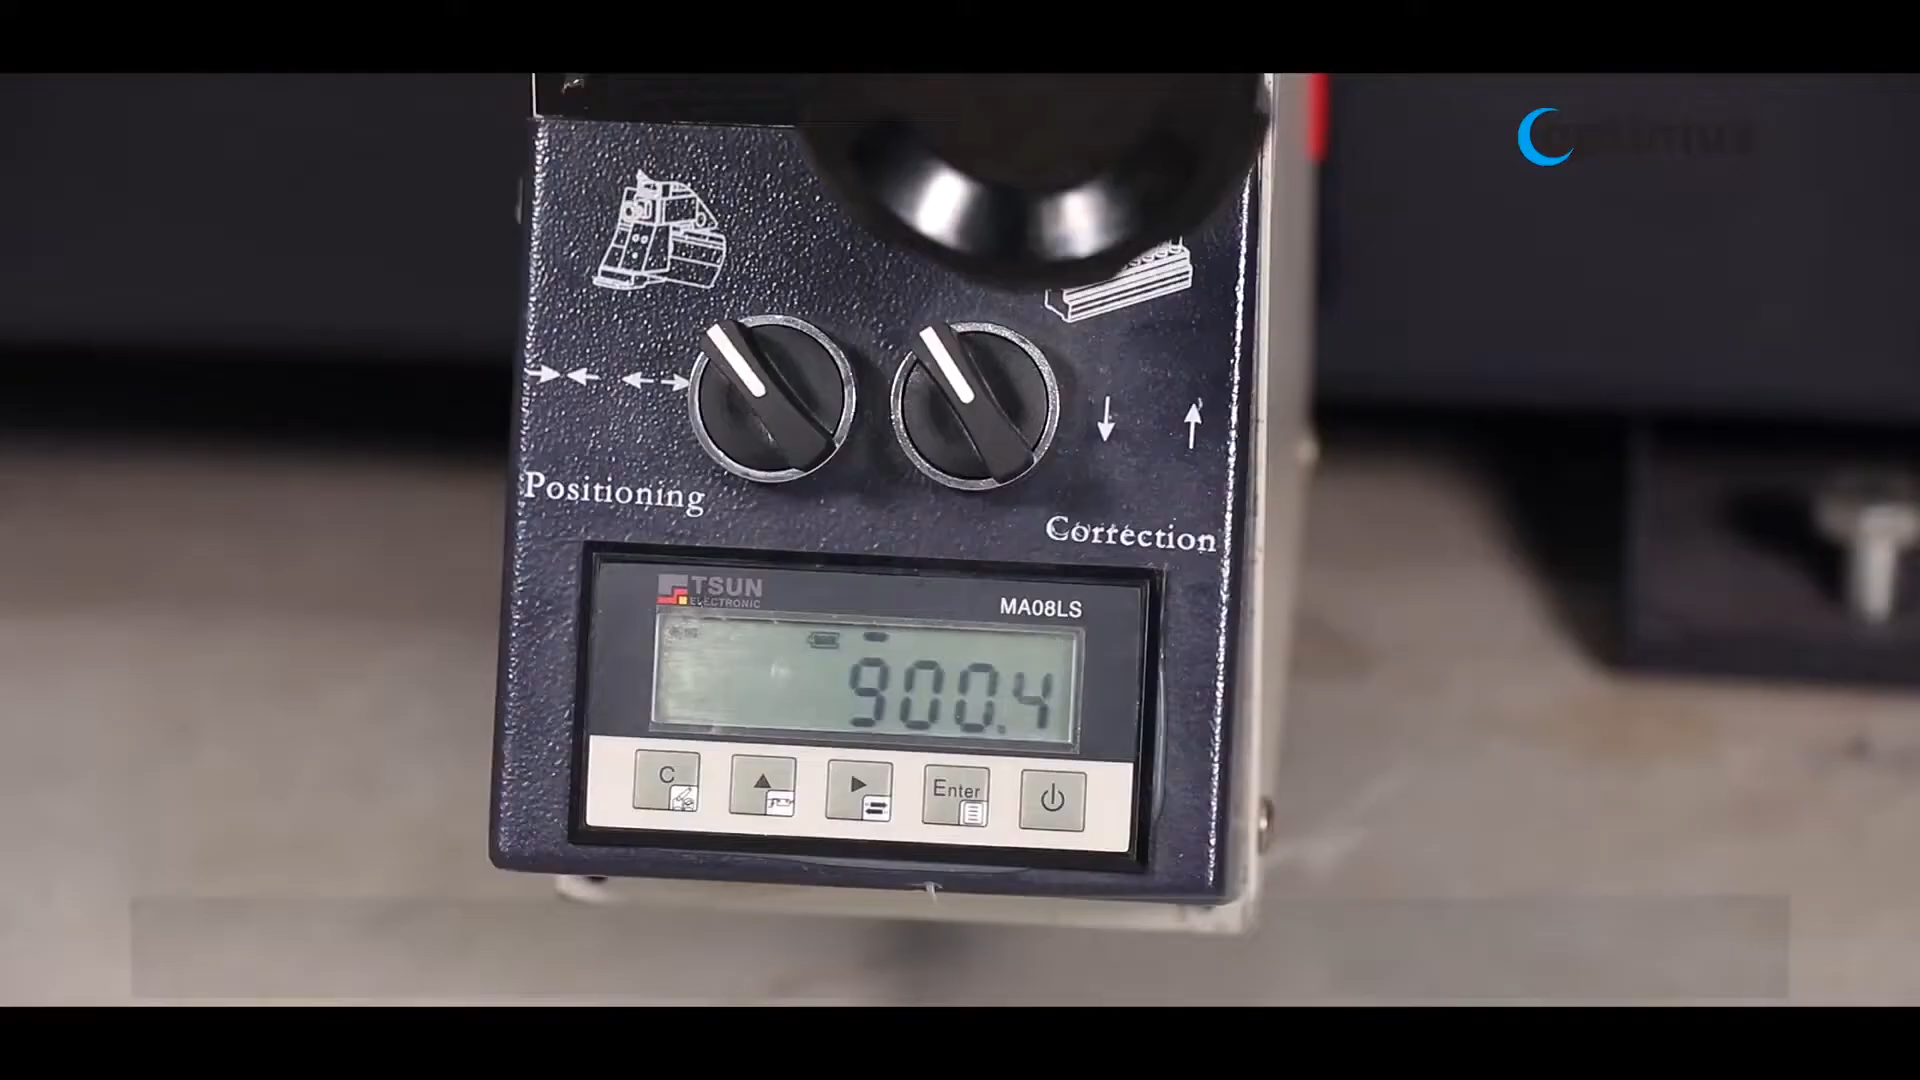 Positioning
Correction
TSUN
ELECTRONIC
MA08LS
900.4
C
Enter